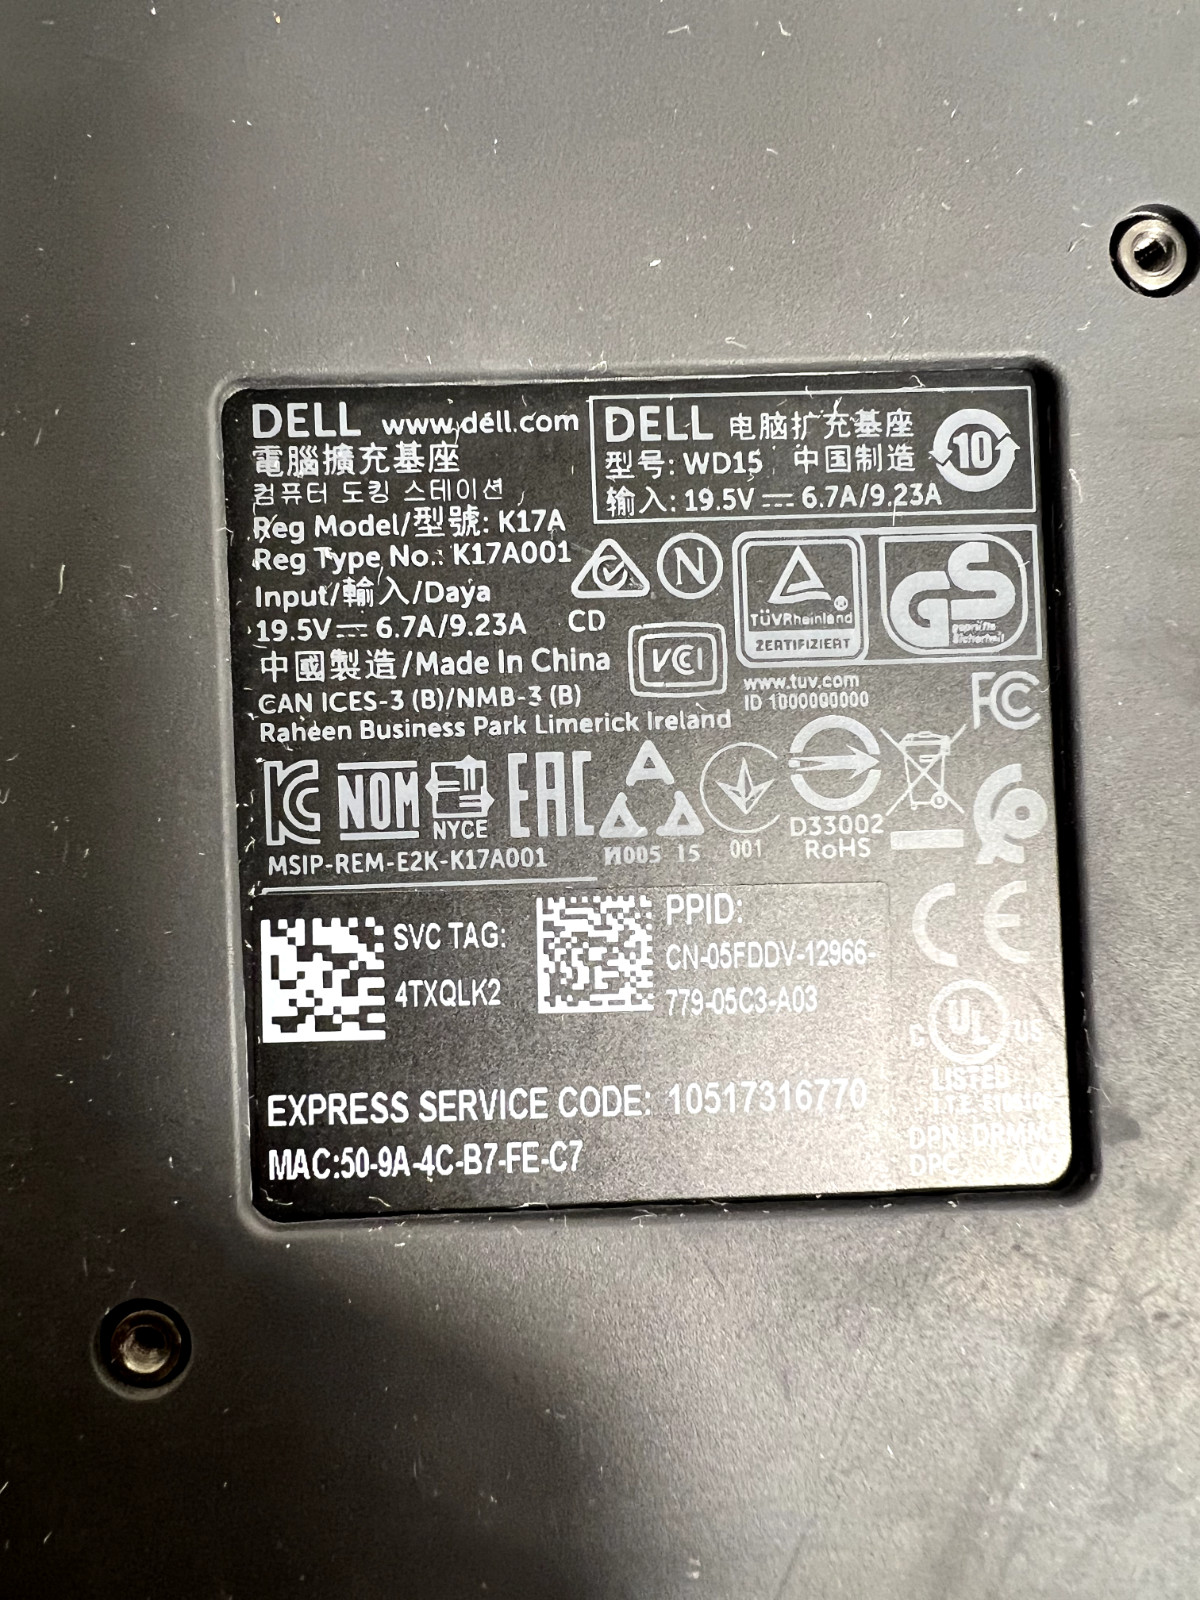 DELL www.dell.com
電腦擴充基座
컴퓨터 도킹 스테이션
Reg Model/型號: K17A
Reg Type No.: K17A001
Input/輸入/Daya
19.5V⎓ 6.7A/9.23A
CD
中國製造/Made In China
VCI
CAN ICES-3 (B)/NMB-3 (B)
Raheen Business Park Limerick Ireland
DELL 电脑扩充基座
型号: WD15 中国制造
输入: 19.5V⎓ 6.7A/9.23A
10
N
TÜVRheinland
ZERTIFIZIERT
GS
geprüfte
Sicherheit
www.tuv.com
ID 1000000000
FC
KC NOM NYCE EAC
MSIP-REM-E2K-K17A001
И005 15
001
D33002
RoHS
CE
SVC TAG:
4TXQLK2
PPID:
CN-05FDDV-12966-
779-05C3-A03
C UL US
LISTED
I.T.E.
EXPRESS SERVICE CODE: 10517316770
MAC:50-9A-4C-B7-FE-C7